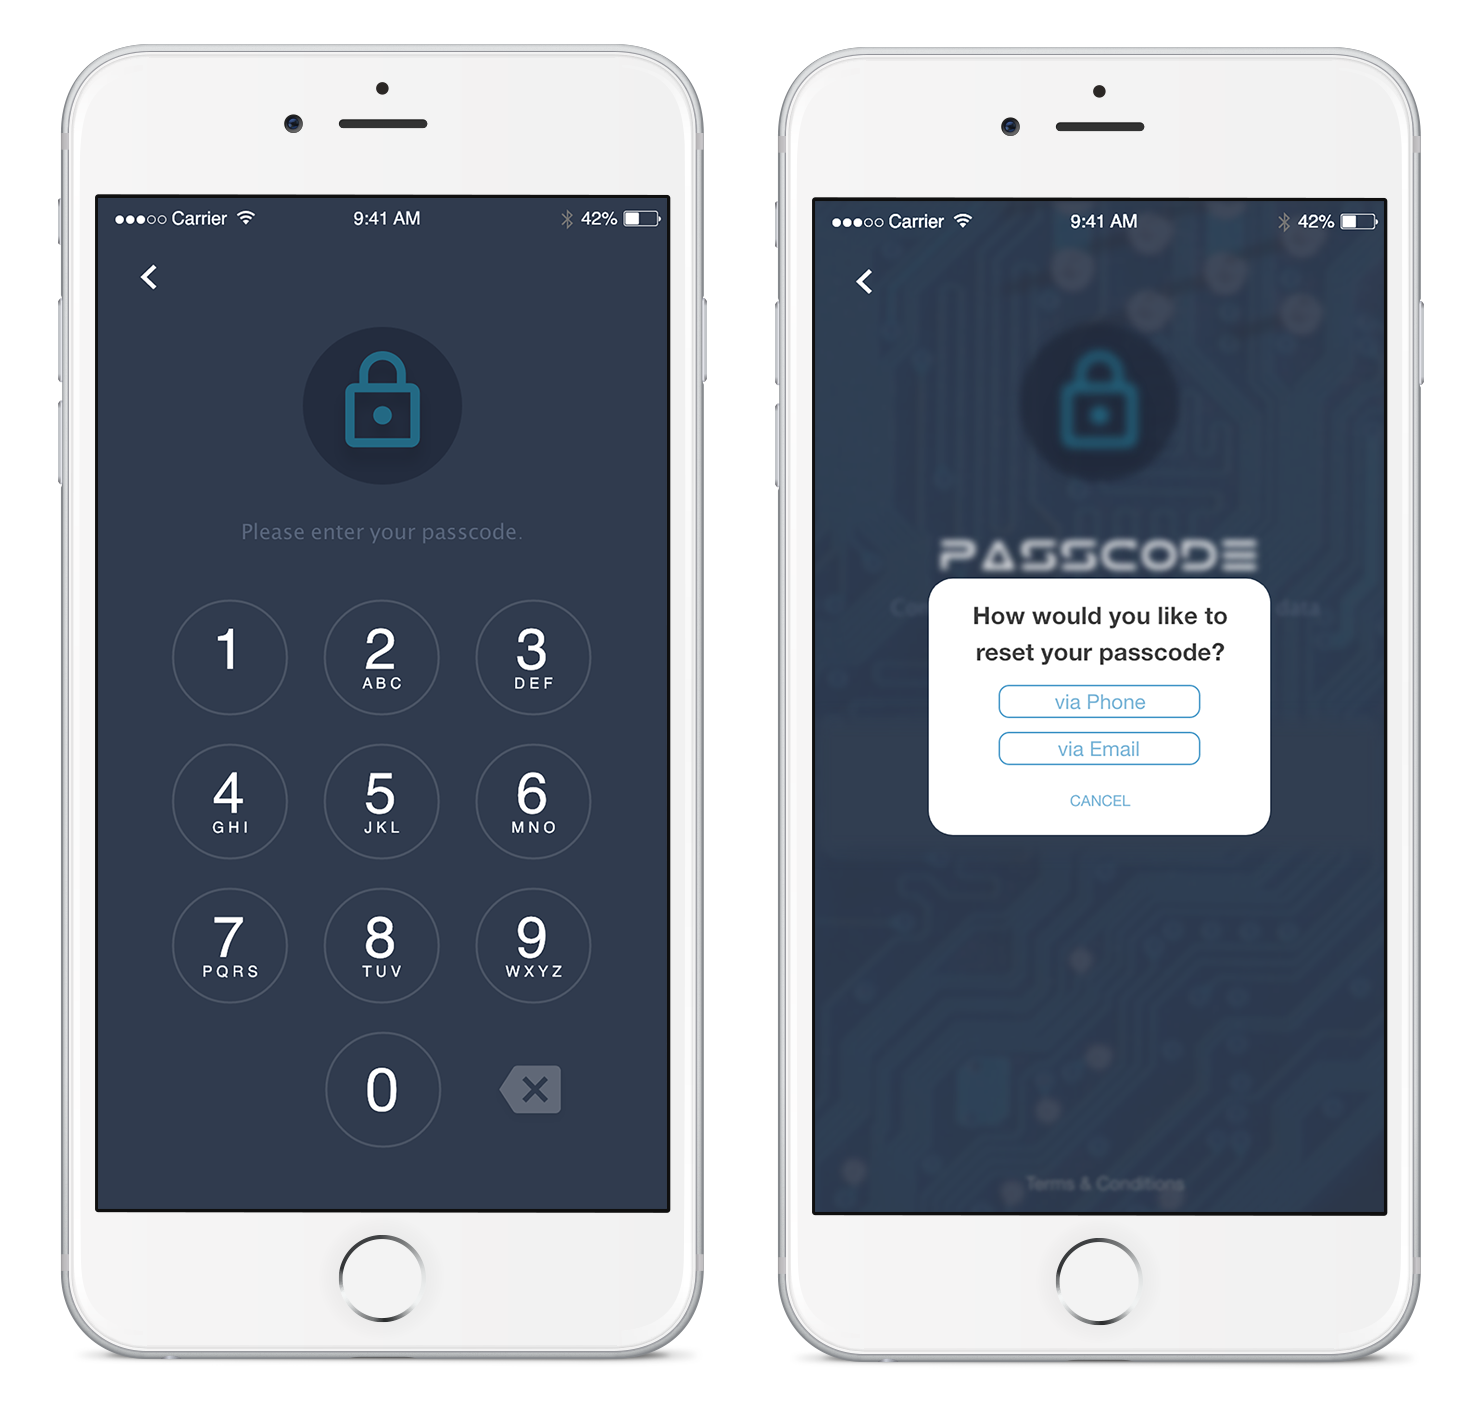 Carrier 9:41 AM 42%
Please enter your passcode.
1 2 3
ABC DEF
4 5 6
GHI JKL MNO
7 8 9
PQRS TUV WXYZ
0
Carrier 9:41 AM 42%
PASSCODE
data
How would you like to
reset your passcode?
via Phone
via Email
CANCEL
Terms & Conditions